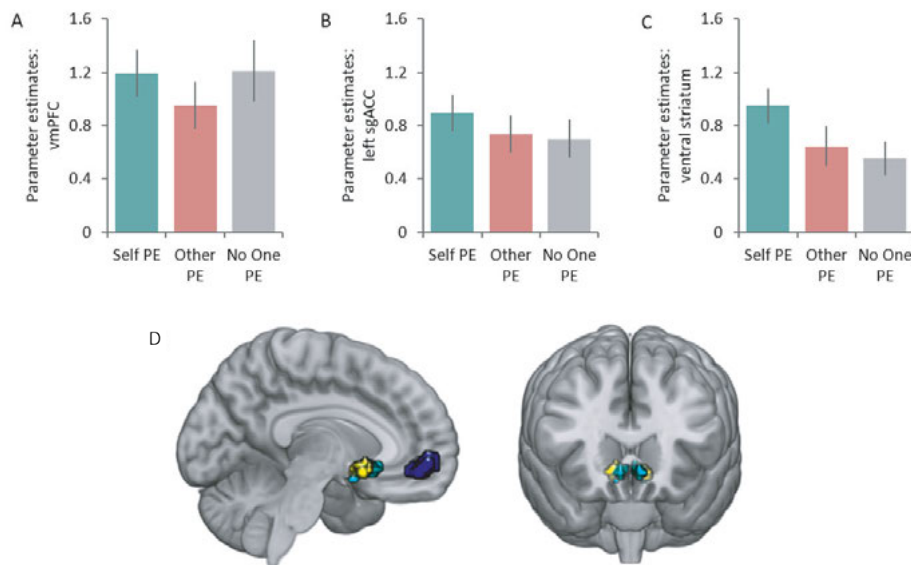 A
Parameter estimates:
vmPFC
1.6
1.2
0.8
0.4
0
Self PE
Other
PE
No One
PE
B
Parameter estimates:
left sgACC
1.6
1.2
0.8
0.4
0
Self PE
Other
PE
No One
PE
C
Parameter estimates:
ventral striatum
1.6
1.2
0.8
0.4
0
Self PE
Other
PE
No One
PE
D